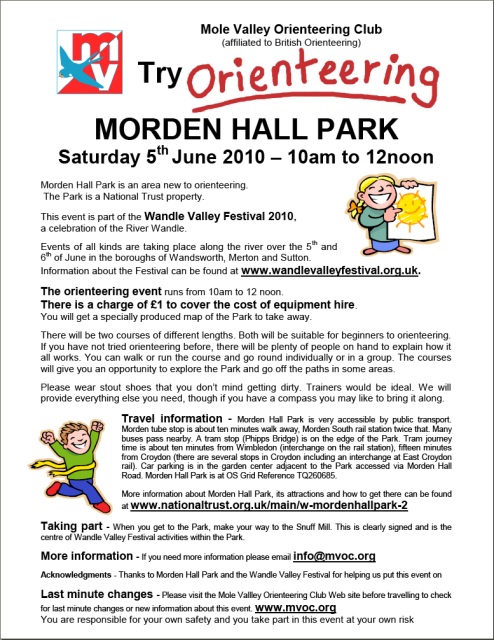 Mole Valley Orienteering Club
(affiliated to British Orienteering)
mv
Try Orienteering
MORDEN HALL PARK
Saturday 5th June 2010 – 10am to 12noon
Morden Hall Park is an area new to orienteering.
The Park is a National Trust property.
This event is part of the Wandle Valley Festival 2010,
a celebration of the River Wandle.
Events of all kinds are taking place along the river over the 5th and
6th of June in the boroughs of Wandsworth, Merton and Sutton.
Information about the Festival can be found at www.wandlevalleyfestival.org.uk.
The orienteering event runs from 10am to 12 noon.
There is a charge of £1 to cover the cost of equipment hire.
You will get a specially produced map of the Park to take away.
There will be two courses of different lengths. Both will be suitable for beginners to orienteering.
If you have not tried orienteering before, there will be plenty of people on hand to explain how it
all works. You can walk or run the course and go round individually or in a group. The courses
will give you an opportunity to explore the Park and go off the paths in some areas.
Please wear stout shoes that you don't mind getting dirty. Trainers would be ideal. We will
provide everything else you need, though if you have a compass you may like to bring it along.
Travel information - Morden Hall Park is very accessible by public transport.
Morden tube stop is about ten minutes walk away, Morden South rail station twice that. Many
buses pass nearby. A tram stop (Phipps Bridge) is on the edge of the Park. Tram journey
time is about ten minutes from Wimbledon (interchange on the rail station), fifteen minutes
from Croydon (there are several stops in Croydon including an interchange at East Croydon
rail). Car parking is in the garden center adjacent to the Park accessed via Morden Hall
Road. Morden Hall Park is at OS Grid Reference TQ260685.
More information about Morden Hall Park, its attractions and how to get there can be found
at www.nationaltrust.org.uk/main/w-mordenhallpark-2
Taking part - When you get to the Park, make your way to the Snuff Mill. This is clearly signed and is the
centre of Wandle Valley Festival activities within the Park.
More information - If you need more information please email info@mvoc.org
Acknowledgments - Thanks to Morden Hall Park and the Wandle Valley Festival for helping us put this event on
Last minute changes - Please visit the Mole Valley Orienteering Club Web site before travelling to check
for last minute changes or new information about this event. www.mvoc.org
You are responsible for your own safety and you take part in this event at your own risk